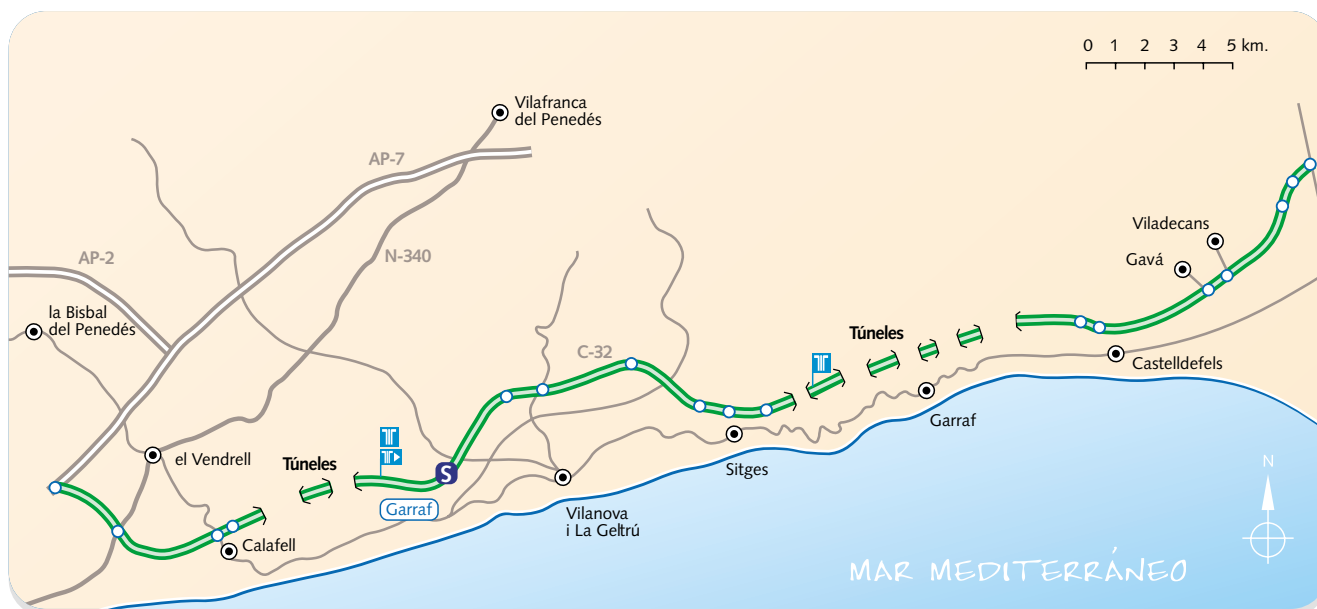 0 1 2 3 4 5 km.
Vilafranca
del Penedés
AP-7
Viladecans
N-340
AP-2
Gavá
la Bisbal
del Penedés
Túneles
C-32
Castelldefels
Garraf
el Vendrell
Túneles
S
Sitges
N
Garraf
Vilanova
i La Geltrú
Calafell
MAR MEDITERRÁNEO